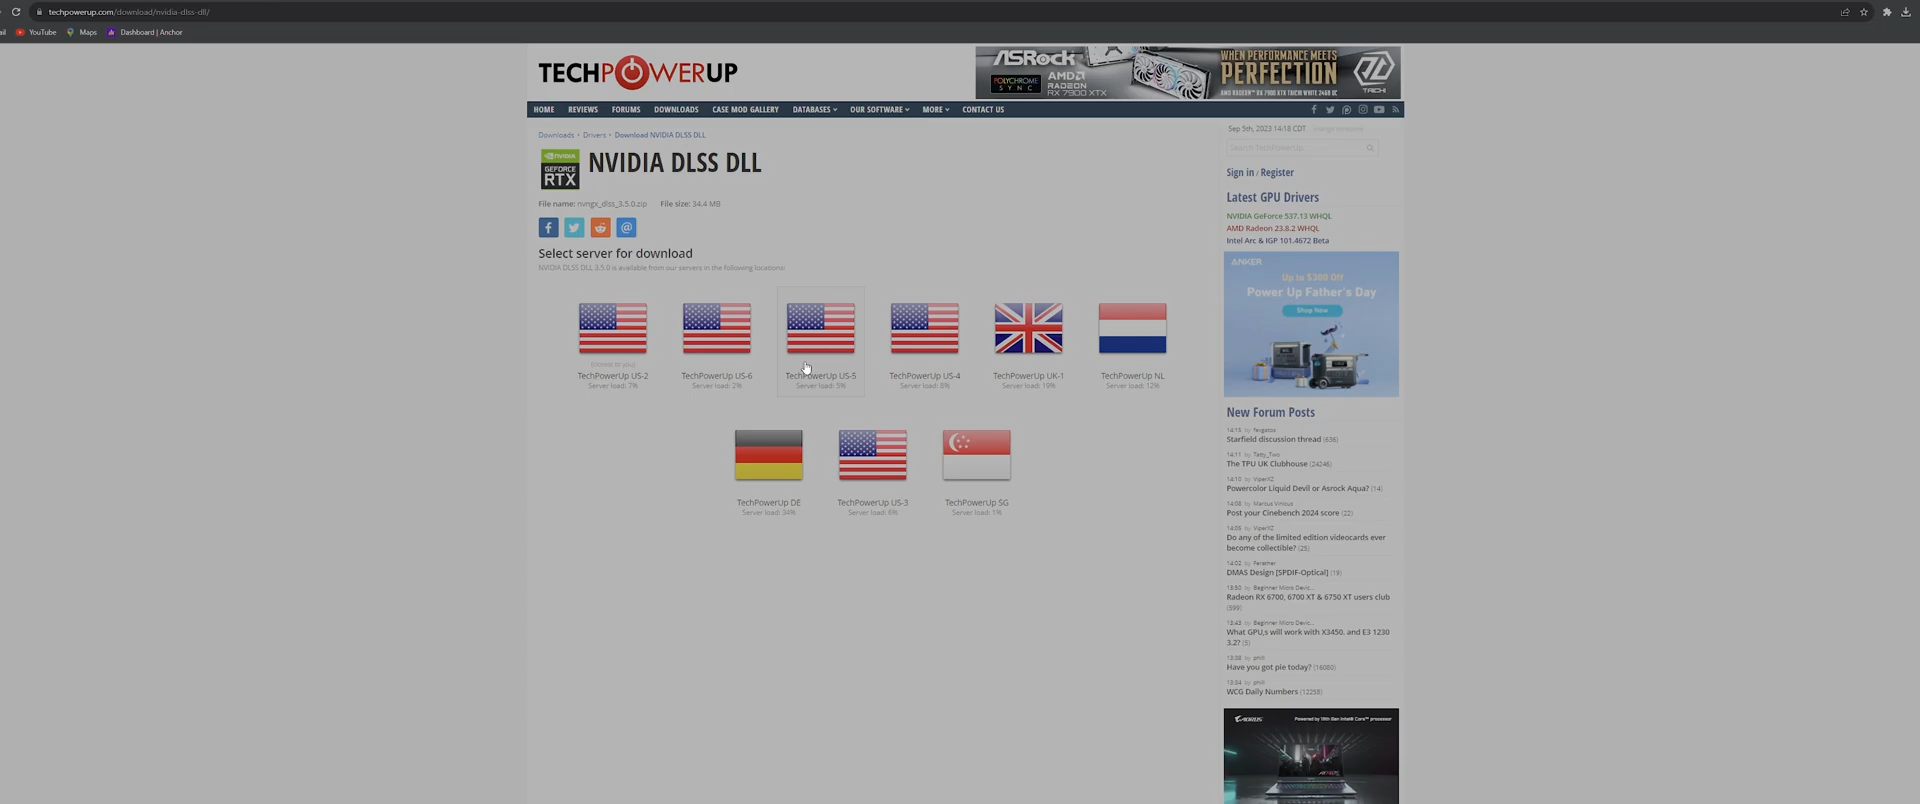 techpowerup.com/download/nvidia-dlss-dll/
ail
YouTube
Maps
Dashboard | Anchor
TECHPOWERUP
ASRock
POLYCHROME
SYNC
AMD
RADEON
RX 7900 XTX
WHEN PERFORMANCE MEETS
PERFECTION
AMD RADEON RX 7900 XTX TAICHI WHITE 24GB OC
TAICHI
HOME
REVIEWS
FORUMS
DOWNLOADS
CASE MOD GALLERY
DATABASES
OUR SOFTWARE
MORE
CONTACT US
Downloads
Drivers
Download NVIDIA DLSS DLL
NVIDIA
GEFORCE
RTX
NVIDIA DLSS DLL
File name: nvngx_dlss_3.5.0.zip
File size: 34.4 MB
Select server for download
NVIDIA DLSS DLL 3.5.0 is available from our servers in the following locations:
(closest to you)
TechPowerUp US-2
Server load: 7%
TechPowerUp US-6
Server load: 2%
TechPowerUp US-5
Server load: 5%
TechPowerUp US-4
Server load: 8%
TechPowerUp UK-1
Server load: 19%
TechPowerUp NL
Server load: 12%
TechPowerUp DE
Server load: 34%
TechPowerUp US-3
Server load: 6%
TechPowerUp SG
Server load: 1%
Sep 5th, 2023 14:18 CDT change timezone
Search TechPowerUp
Sign in / Register
Latest GPU Drivers
NVIDIA GeForce 537.13 WHQL
AMD Radeon 23.8.2 WHQL
Intel Arc & IGP 101.4672 Beta
ANKER
Up to $300 Off
Power Up Father's Day
Shop Now
New Forum Posts
14:15 by fevgatos
Starfield discussion thread (636)
14:11 by Tatty_Two
The TPU UK Clubhouse (24246)
14:10 by ViperXZ
Powercolor Liquid Devil or Asrock Aqua? (14)
14:08 by Marcus Vinicus
Post your Cinebench 2024 score (22)
14:05 by ViperXZ
Do any of the limited edition videocards ever
become collectible? (25)
14:02 by Ferather
DMAS Design [SPDIF-Optical] (19)
13:50 by Beginner Micro Devic...
Radeon RX 6700, 6700 XT & 6750 XT users club
(599)
13:43 by Beginner Micro Devic...
What GPU,s will work with X3450. and E3 1230
3.2? (5)
13:38 by phill
Have you got pie today? (16080)
13:34 by phill
WCG Daily Numbers (12258)
AORUS
Powered by 13th Gen Intel® Core™ processor